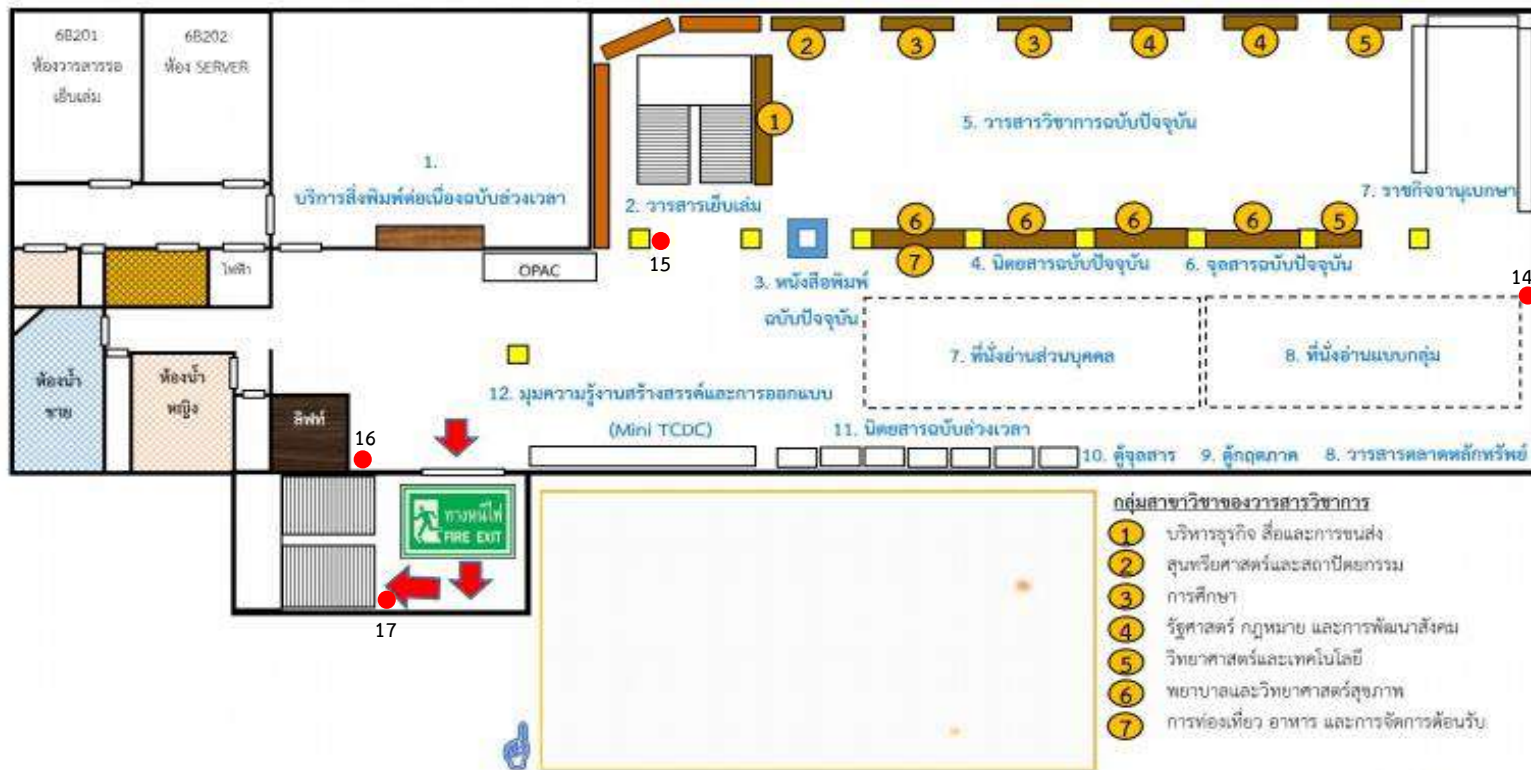 6B201
ห้องวารสารรอ
เย็บเล่ม
6B202
ห้อง SERVER
1.
บริการสิ่งพิมพ์ต่อเนื่องฉบับล่วงเวลา
2
3
3
4
4
5
1
5. วารสารวิชาการฉบับปัจจุบัน
2. วารสารเย็บเล่ม
7. ราชกิจจานุเบกษา
6
6
6
6
5
7
15
ไฟฟ้า
OPAC
3. หนังสือพิมพ์
ฉบับปัจจุบัน
4. นิตยสารฉบับปัจจุบัน
6. จุลสารฉบับปัจจุบัน
14
7. ที่นั่งอ่านส่วนบุคคล
8. ที่นั่งอ่านแบบกลุ่ม
ห้องน้ำ
ชาย
ห้องน้ำ
หญิง
ลิฟท์
16
12. มุมความรู้งานสร้างสรรค์และการออกแบบ
(Mini TCDC)
11. นิตยสารฉบับล่วงเวลา
10. ตู้จุลสาร
9. ตู้กฤตภาค
8. วารสารตลาดหลักทรัพย์
ทางหนีไฟ
FIRE EXIT
17
กลุ่มสาขาวิชาของวารสารวิชาการ
1 บริหารธุรกิจ สื่อและการขนส่ง
2 สุนทรียศาสตร์และสถาปัตยกรรม
3 การศึกษา
4 รัฐศาสตร์ กฎหมาย และการพัฒนาสังคม
5 วิทยาศาสตร์และเทคโนโลยี
6 พยาบาลและวิทยาศาสตร์สุขภาพ
7 การท่องเที่ยว อาหาร และการจัดการต้อนรับ